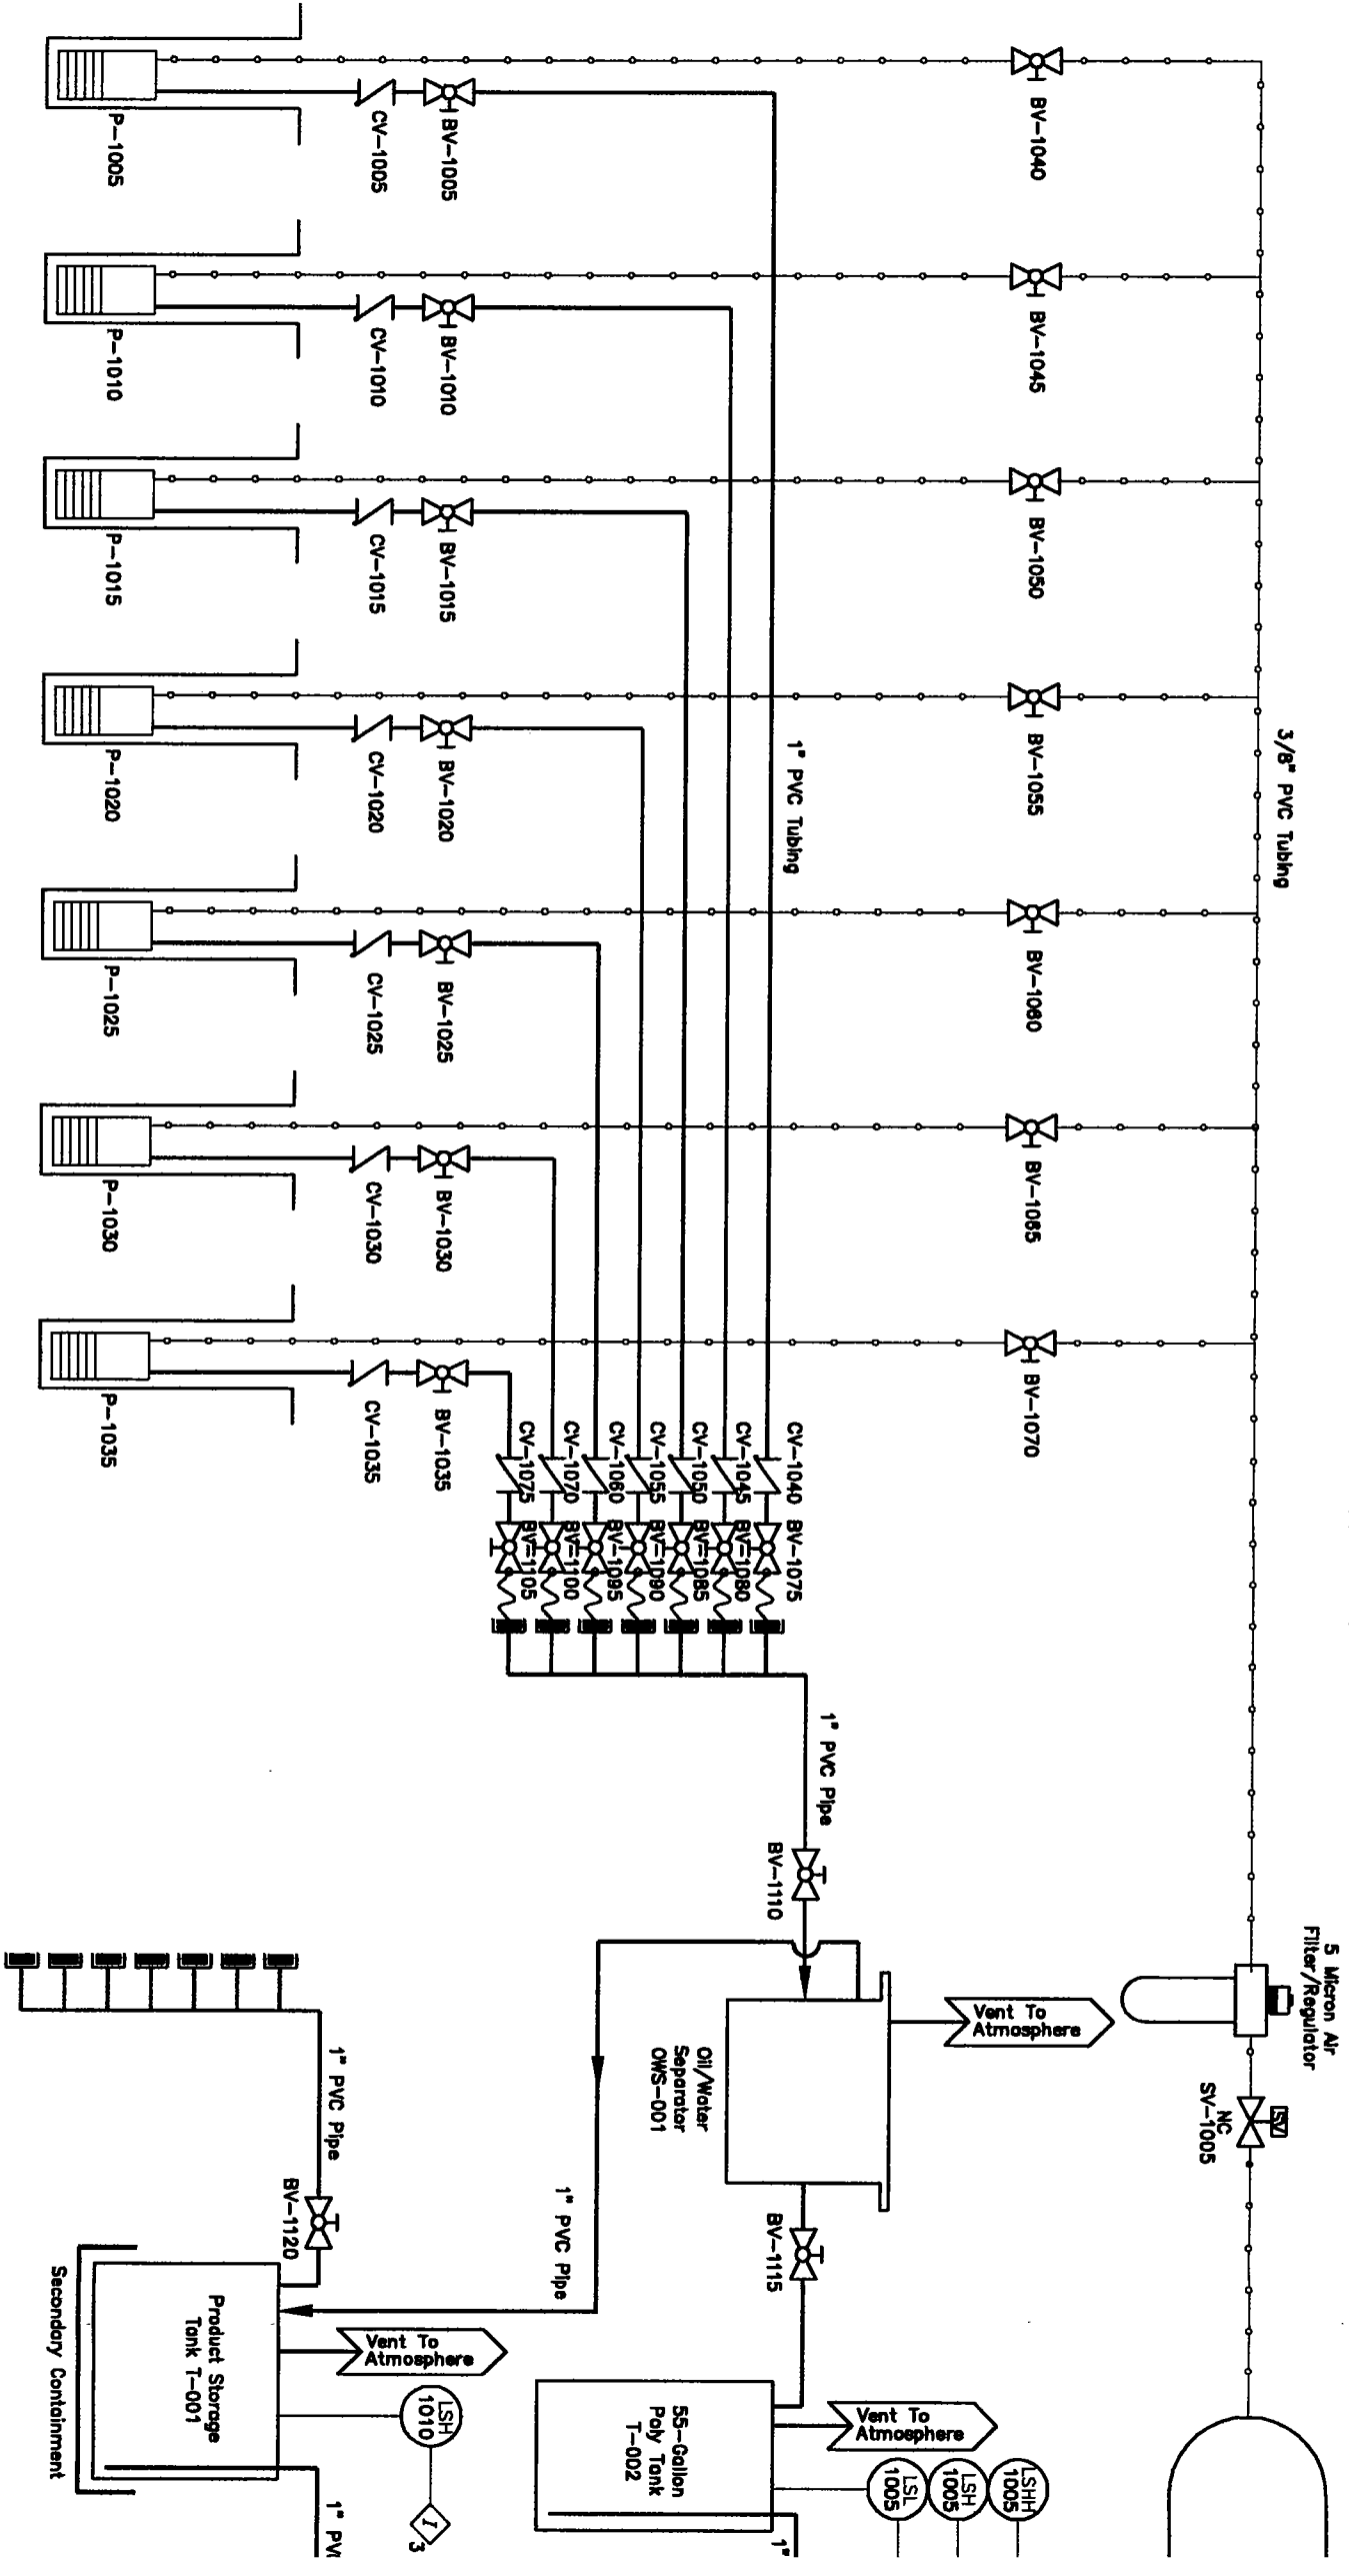 3/8" PVC Tubing
5 Micron Air
Filter/Regulator
SV
NC
SV-1005
BV-1040
BV-1045
BV-1050
BV-1055
BV-1060
BV-1065
BV-1070
Vent To
Atmosphere
LSHH
1005
LSH
1005
LSL
1005
Vent To
Atmosphere
1" PVC Tubing
1" PVC Pipe
BV-1110
BV-1115
1"
CV-1040
BV-1075
CV-1045
BV-1080
CV-1050
BV-1085
CV-1055
BV-1090
CV-1060
BV-1095
CV-1070
BV-1100
CV-1075
BV-1105
Oil/Water
Separator
OWS-001
55-Gallon
Poly Tank
T-002
1" PVC Pipe
BV-1005
BV-1010
BV-1015
BV-1020
BV-1025
BV-1030
BV-1035
CV-1005
CV-1010
CV-1015
CV-1020
CV-1025
CV-1030
CV-1035
LSH
1010
I
3
Vent To
Atmosphere
1" PVC Pipe
BV-1120
1" PV
Product Storage
Tank T-001
Secondary Containment
P-1005
P-1010
P-1015
P-1020
P-1025
P-1030
P-1035